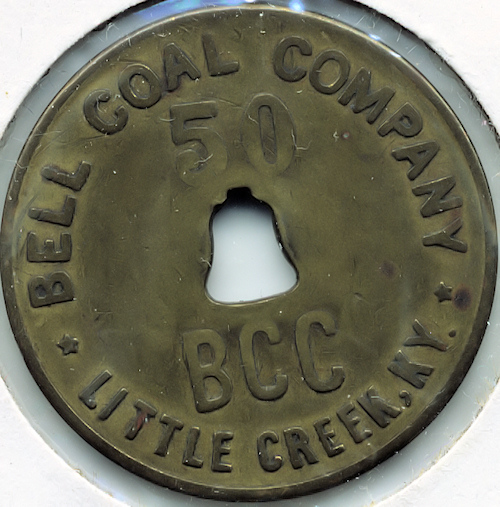 BELL COAL COMPANY
50
BCC
LITTLE CREEK, KY.